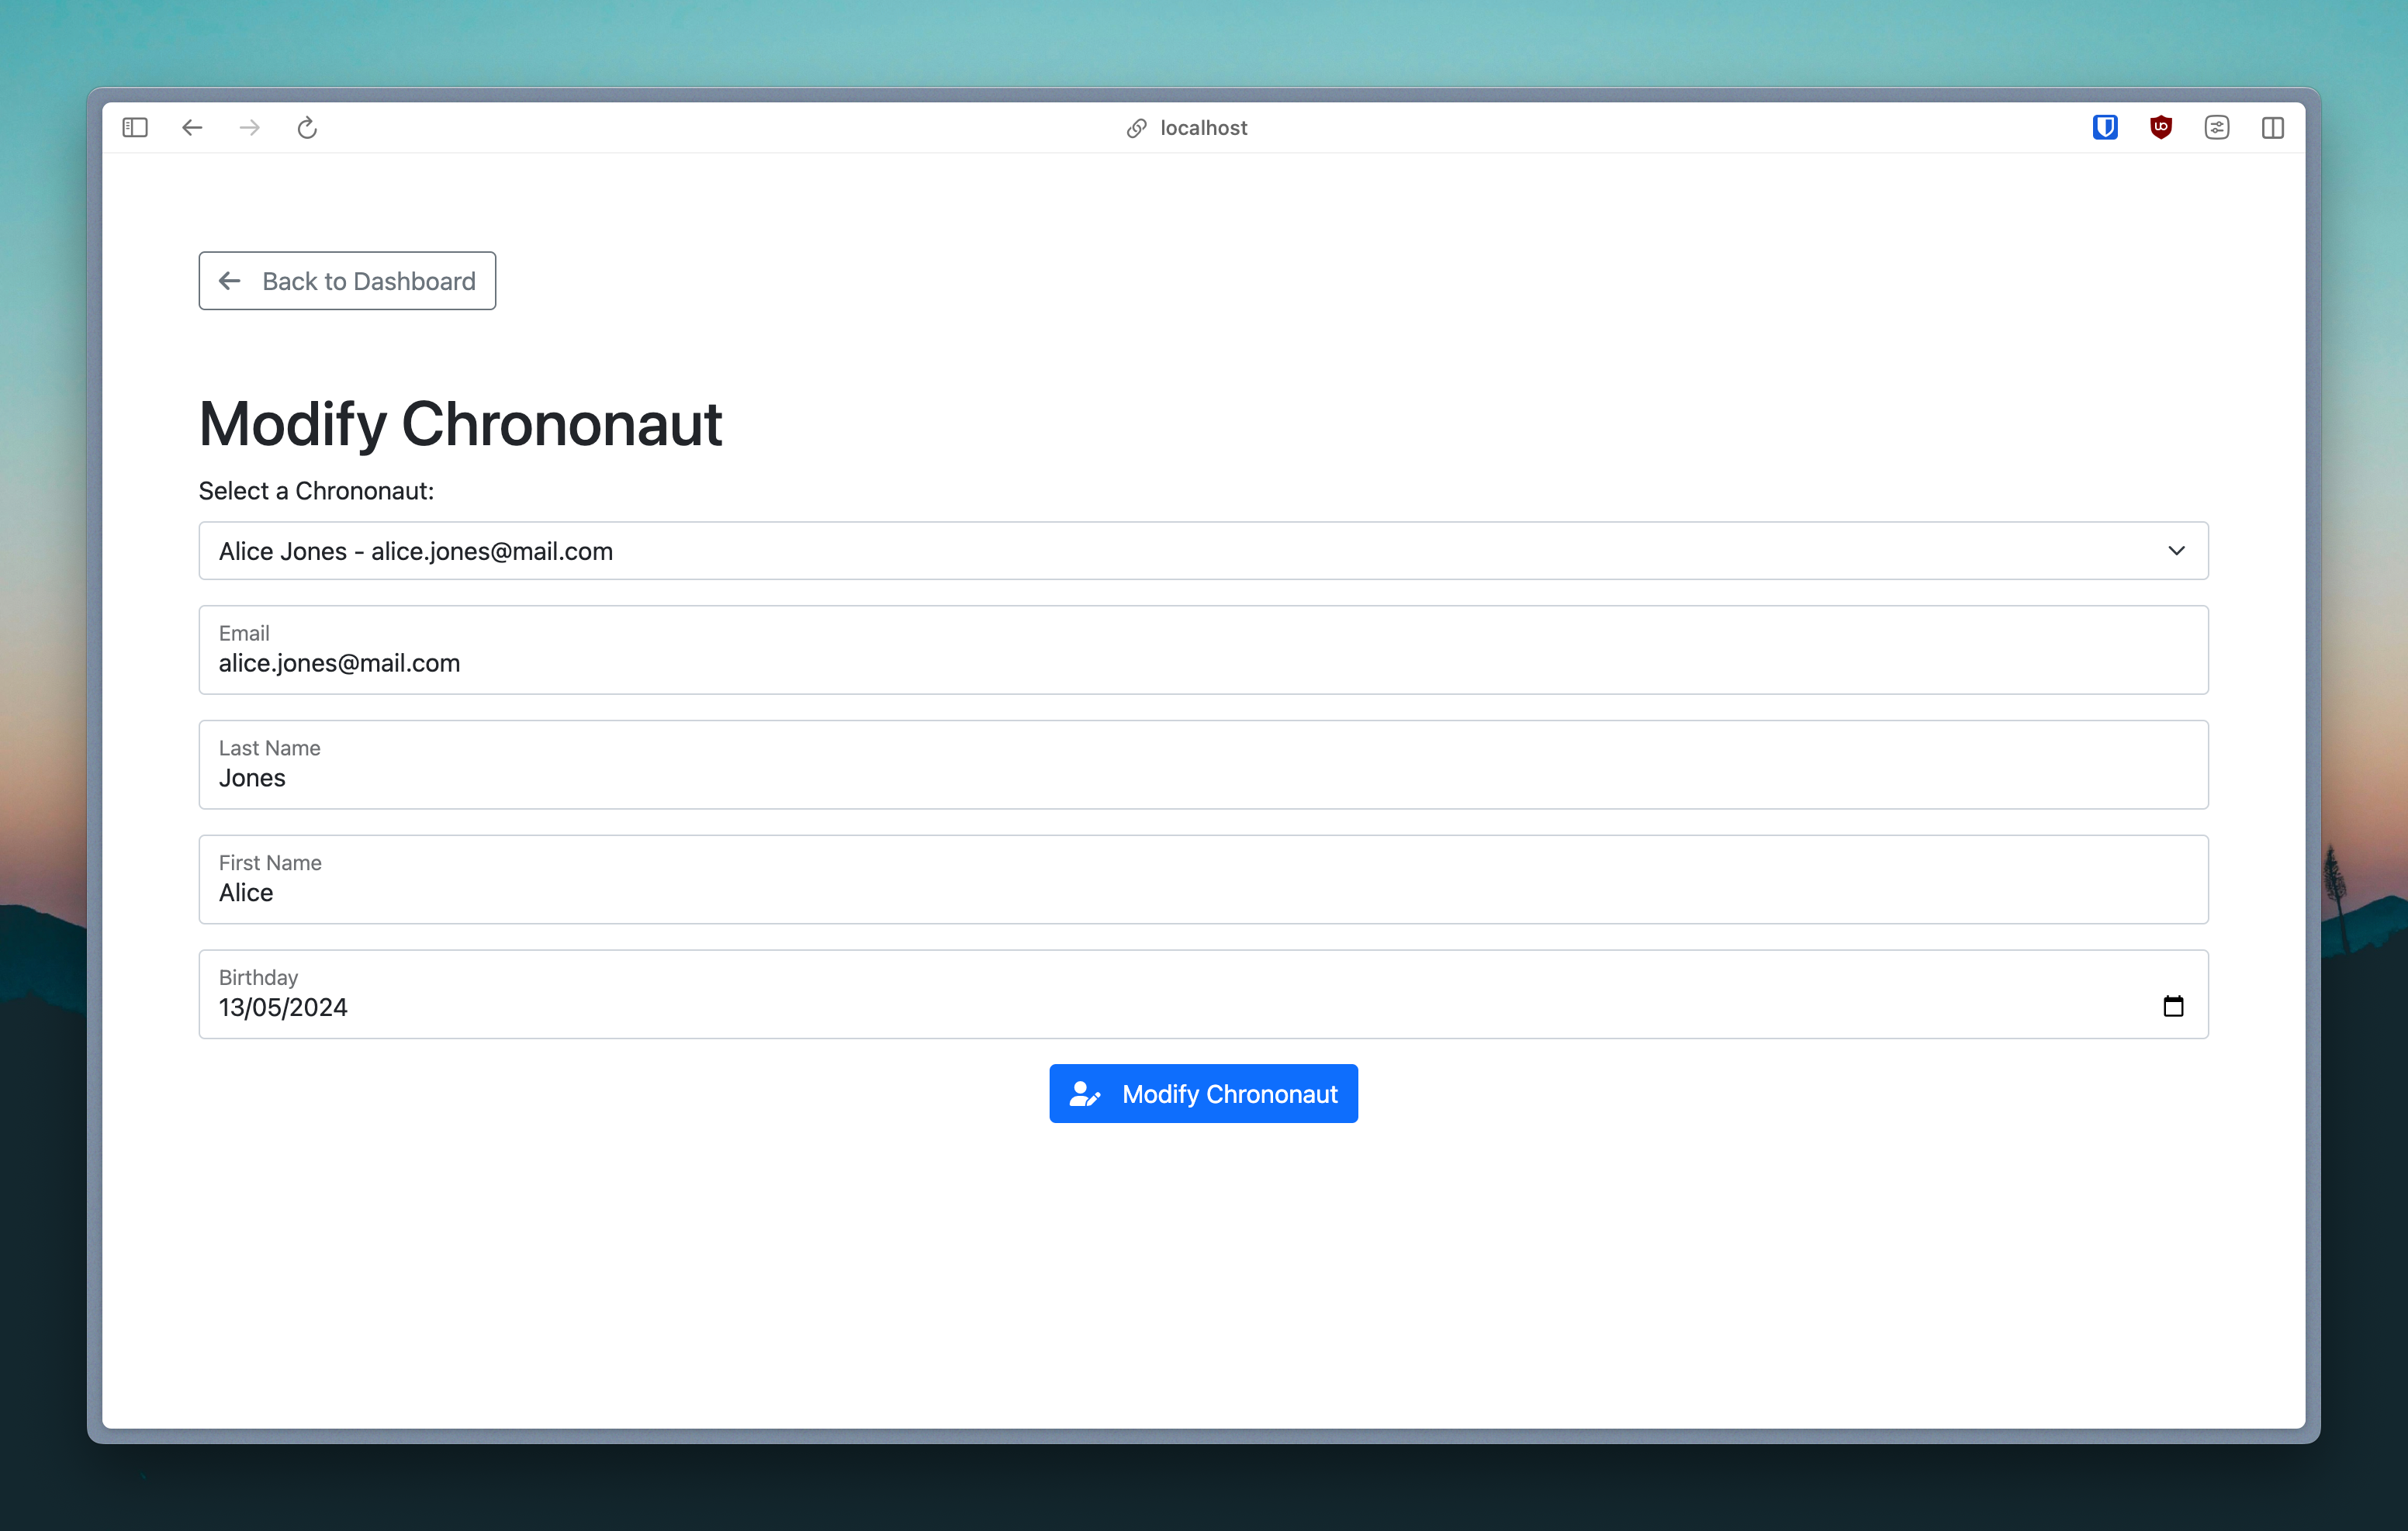 localhost
Back to Dashboard
Modify Chrononaut
Select a Chrononaut:
Alice Jones - alice.jones@mail.com
Email
alice.jones@mail.com
Last Name
Jones
First Name
Alice
Birthday
13/05/2024
Modify Chrononaut